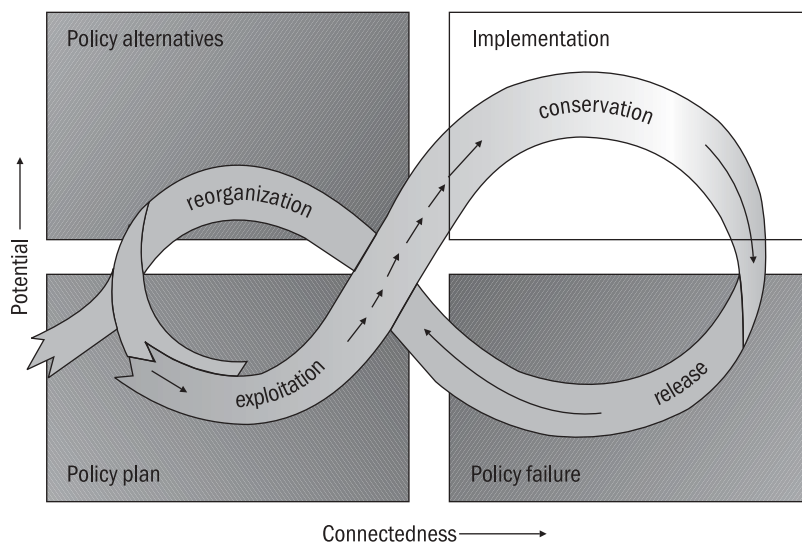 Policy alternatives
Implementation
conservation
reorganization
Potential
exploitation
release
Policy plan
Policy failure
Connectedness